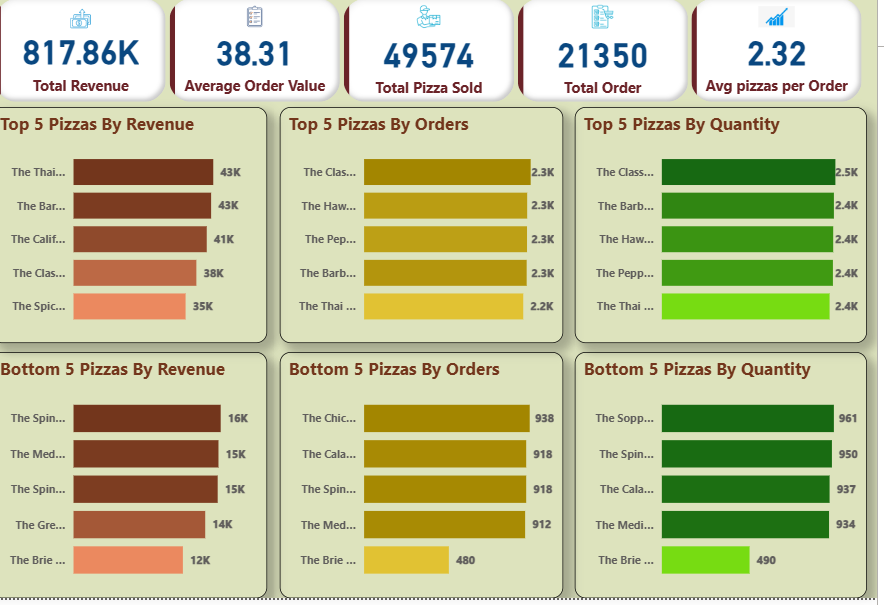 817.86K
Total Revenue
38.31
Average Order Value
49574
Total Pizza Sold
21350
Total Order
2.32
Avg pizzas per Order
Top 5 Pizzas By Revenue
The Thai... 43K
The Bar... 43K
The Calif... 41K
The Clas... 38K
The Spic... 35K
Top 5 Pizzas By Orders
The Clas... 2.3K
The Haw... 2.3K
The Pep... 2.3K
The Barb... 2.3K
The Thai ... 2.2K
Top 5 Pizzas By Quantity
The Class... 2.5K
The Barb... 2.4K
The Haw... 2.4K
The Pepp... 2.4K
The Thai ... 2.4K
Bottom 5 Pizzas By Revenue
The Spin... 16K
The Med... 15K
The Spin... 15K
The Gre... 14K
The Brie ... 12K
Bottom 5 Pizzas By Orders
The Chic... 938
The Cala... 918
The Spin... 918
The Med... 912
The Brie ... 480
Bottom 5 Pizzas By Quantity
The Sopp... 961
The Spin... 950
The Cala... 937
The Medi... 934
The Brie ... 490